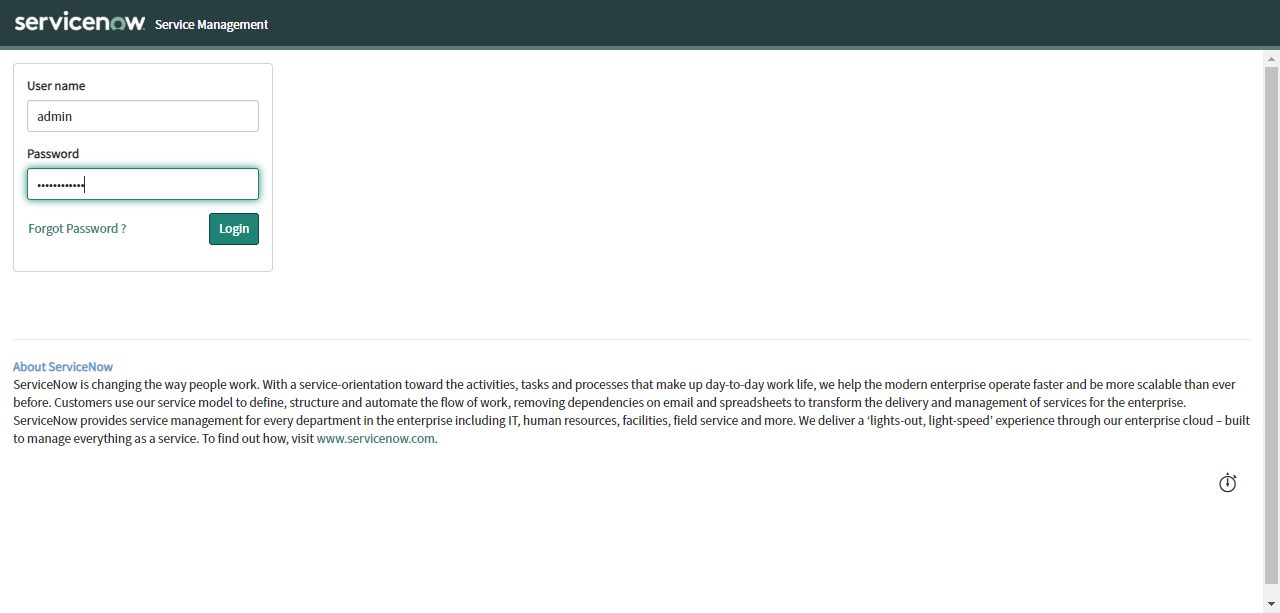 servicenow. Service Management
User name
admin
Password
••••••••••••
Forgot Password ?
Login
About ServiceNow
ServiceNow is changing the way people work. With a service-orientation toward the activities, tasks and processes that make up day-to-day work life, we help the modern enterprise operate faster and be more scalable than ever
before. Customers use our service model to define, structure and automate the flow of work, removing dependencies on email and spreadsheets to transform the delivery and management of services for the enterprise.
ServiceNow provides service management for every department in the enterprise including IT, human resources, facilities, field service and more. We deliver a ‘lights-out, light-speed’ experience through our enterprise cloud – built
to manage everything as a service. To find out how, visit www.servicenow.com.